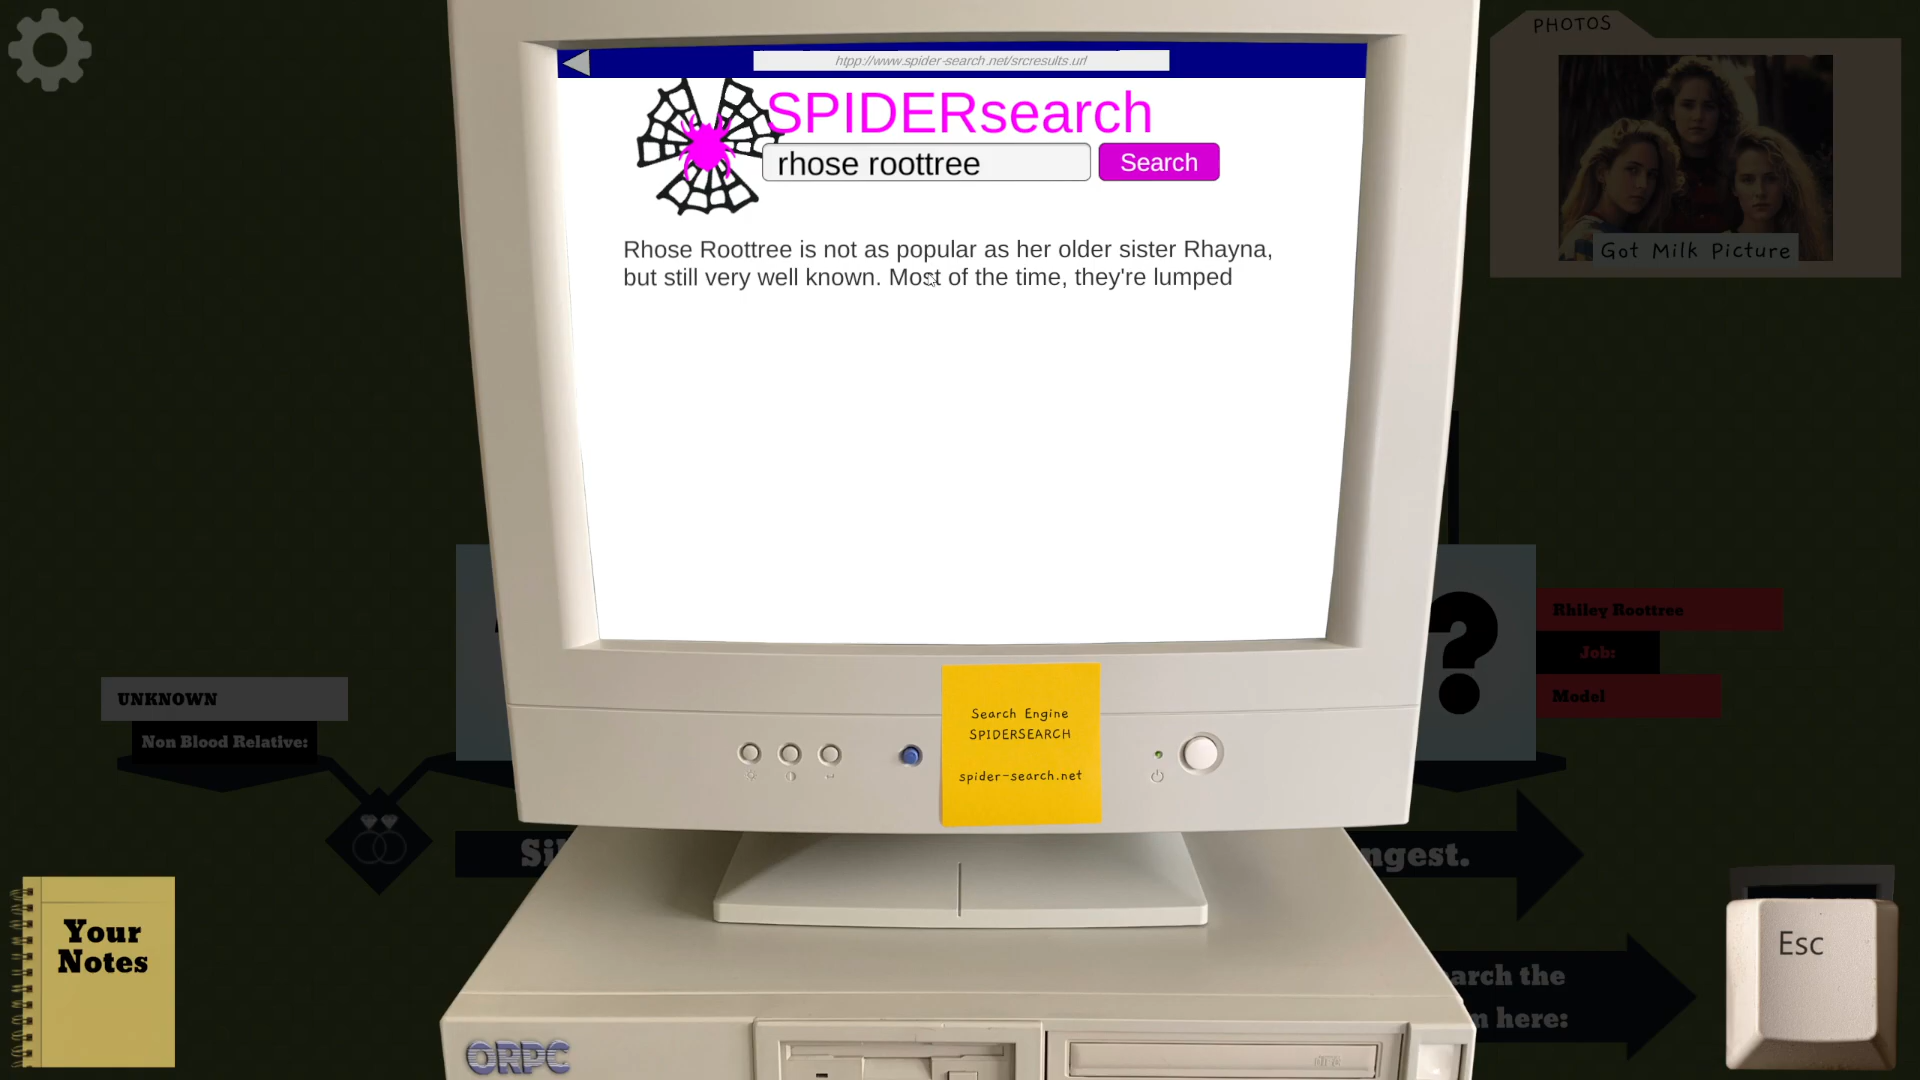 PHOTOS
htpp://www.spider-search.net/srcresults.url
SPIDERsearch
rhose roottree
Search
Got Milk Picture
Rhose Roottree is not as popular as her older sister Rhayna,
but still very well known. Most of the time, they're lumped
Rhiley Roottree
Job:
Model
UNKNOWN
Non Blood Relative:
Search Engine
SPIDERSEARCH
spider-search.net
ngest.
Your
Notes
Esc
arch the
n here:
ORPC